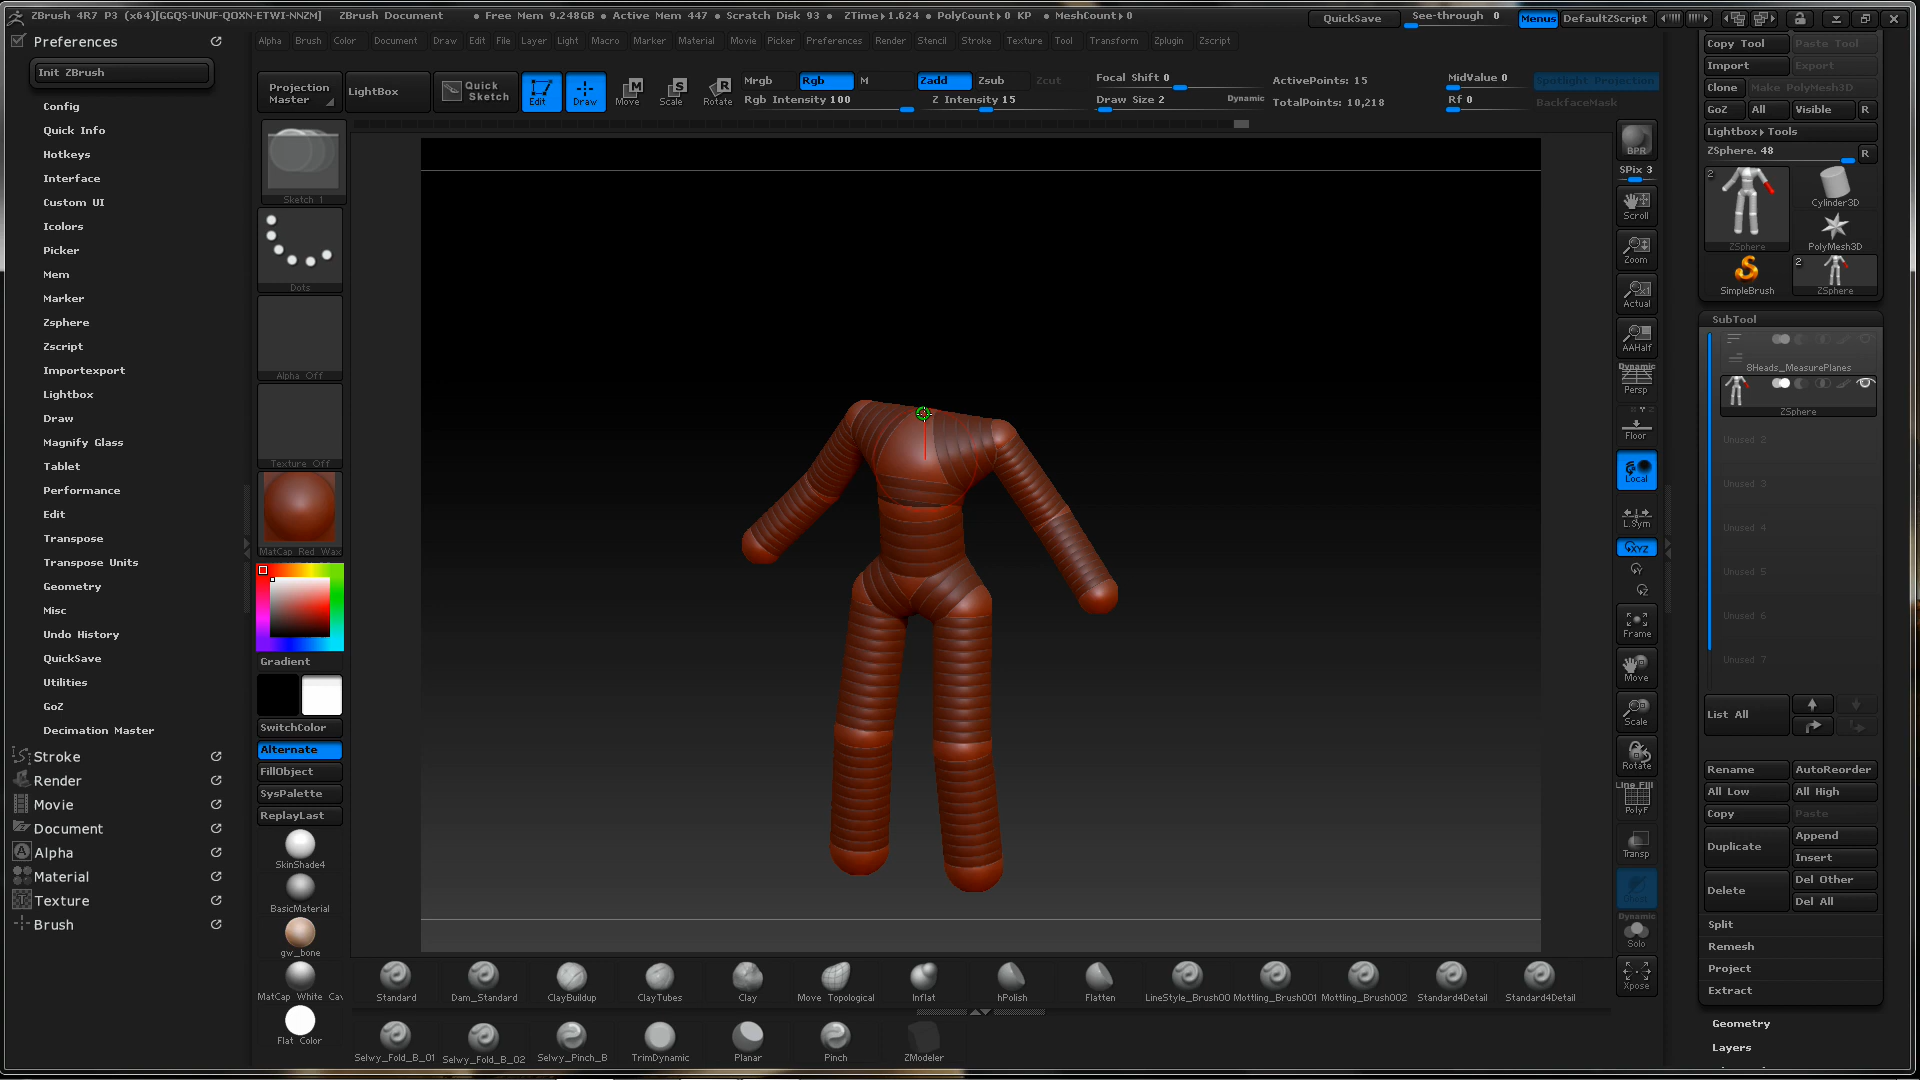 ZBrush 4R7 P3 (x64)[GGQS-UNUF-QOXN-ETWI-NNZM] ZBrush Document • Free Mem 9.248GB • Active Mem 447 • Scratch Disk 93 • ZTime▸1.624 • PolyCount▸0 KP • MeshCount▸0 QuickSave See-through 0 Menus DefaultZScript
Preferences
Alpha Brush Color Document Draw Edit File Layer Light Macro Marker Material Movie Picker Preferences Render Stencil Stroke Texture Tool Transform Zplugin Zscript
Init ZBrush
Config
Quick Info
Hotkeys
Interface
Custom UI
Icolors
Picker
Mem
Marker
Zsphere
Zscript
Importexport
Lightbox
Draw
Magnify Glass
Tablet
Performance
Edit
Transpose
Transpose Units
Geometry
Misc
Undo History
QuickSave
Utilities
GoZ
Decimation Master
Stroke
Render
Movie
Document
Alpha
Material
Texture
Brush
Projection
Master
LightBox
Quick
Sketch
Edit
Draw
Move
Scale
Rotate
Mrgb Rgb M
Rgb Intensity 100
Zadd Zsub Zcut
Z Intensity 15
Focal Shift 0
Draw Size 2
Dynamic
ActivePoints: 15
TotalPoints: 10,218
MidValue 0
Rf 0
Spotlight Projection
BackfaceMask
Sketch 1
Dots
Alpha Off
Texture Off
MatCap Red Wax
Gradient
SwitchColor
Alternate
FillObject
SysPalette
ReplayLast
SkinShade4
BasicMaterial
gw_bone
MatCap White Cav
Flat Color
Standard Dam_Standard ClayBuildup ClayTubes Clay Move Topological Inflat hPolish Flatten LineStyle_Brush00 Mottling_Brush001 Mottling_Brush002 Standard4Detail Standard4Detail
Selwy_Fold_B_01 Selwy_Fold_B_02 Selwy_Pinch_B TrimDynamic Planar Pinch ZModeler
BPR
SPix 3
Scroll
Zoom
Actual
AAHalf
Dynamic
Persp
Floor
Local
L.Sym
XYZ
Y
Z
Frame
Move
Scale
Rotate
Line Fill
PolyF
Transp
Ghost
Dynamic
Solo
Xpose
Copy Tool Paste Tool
Import Export
Clone Make PolyMesh3D
GoZ All Visible R
Lightbox▸Tools
ZSphere. 48 R
2
ZSphere
Cylinder3D
PolyMesh3D
SimpleBrush
2
ZSphere
SubTool
8Heads_MeasurePlanes
ZSphere
Unused 2
Unused 3
Unused 4
Unused 5
Unused 6
Unused 7
List All
Rename AutoReorder
All Low All High
Copy Paste
Duplicate Append
Insert
Delete Del Other
Del All
Split
Remesh
Project
Extract
Geometry
Layers